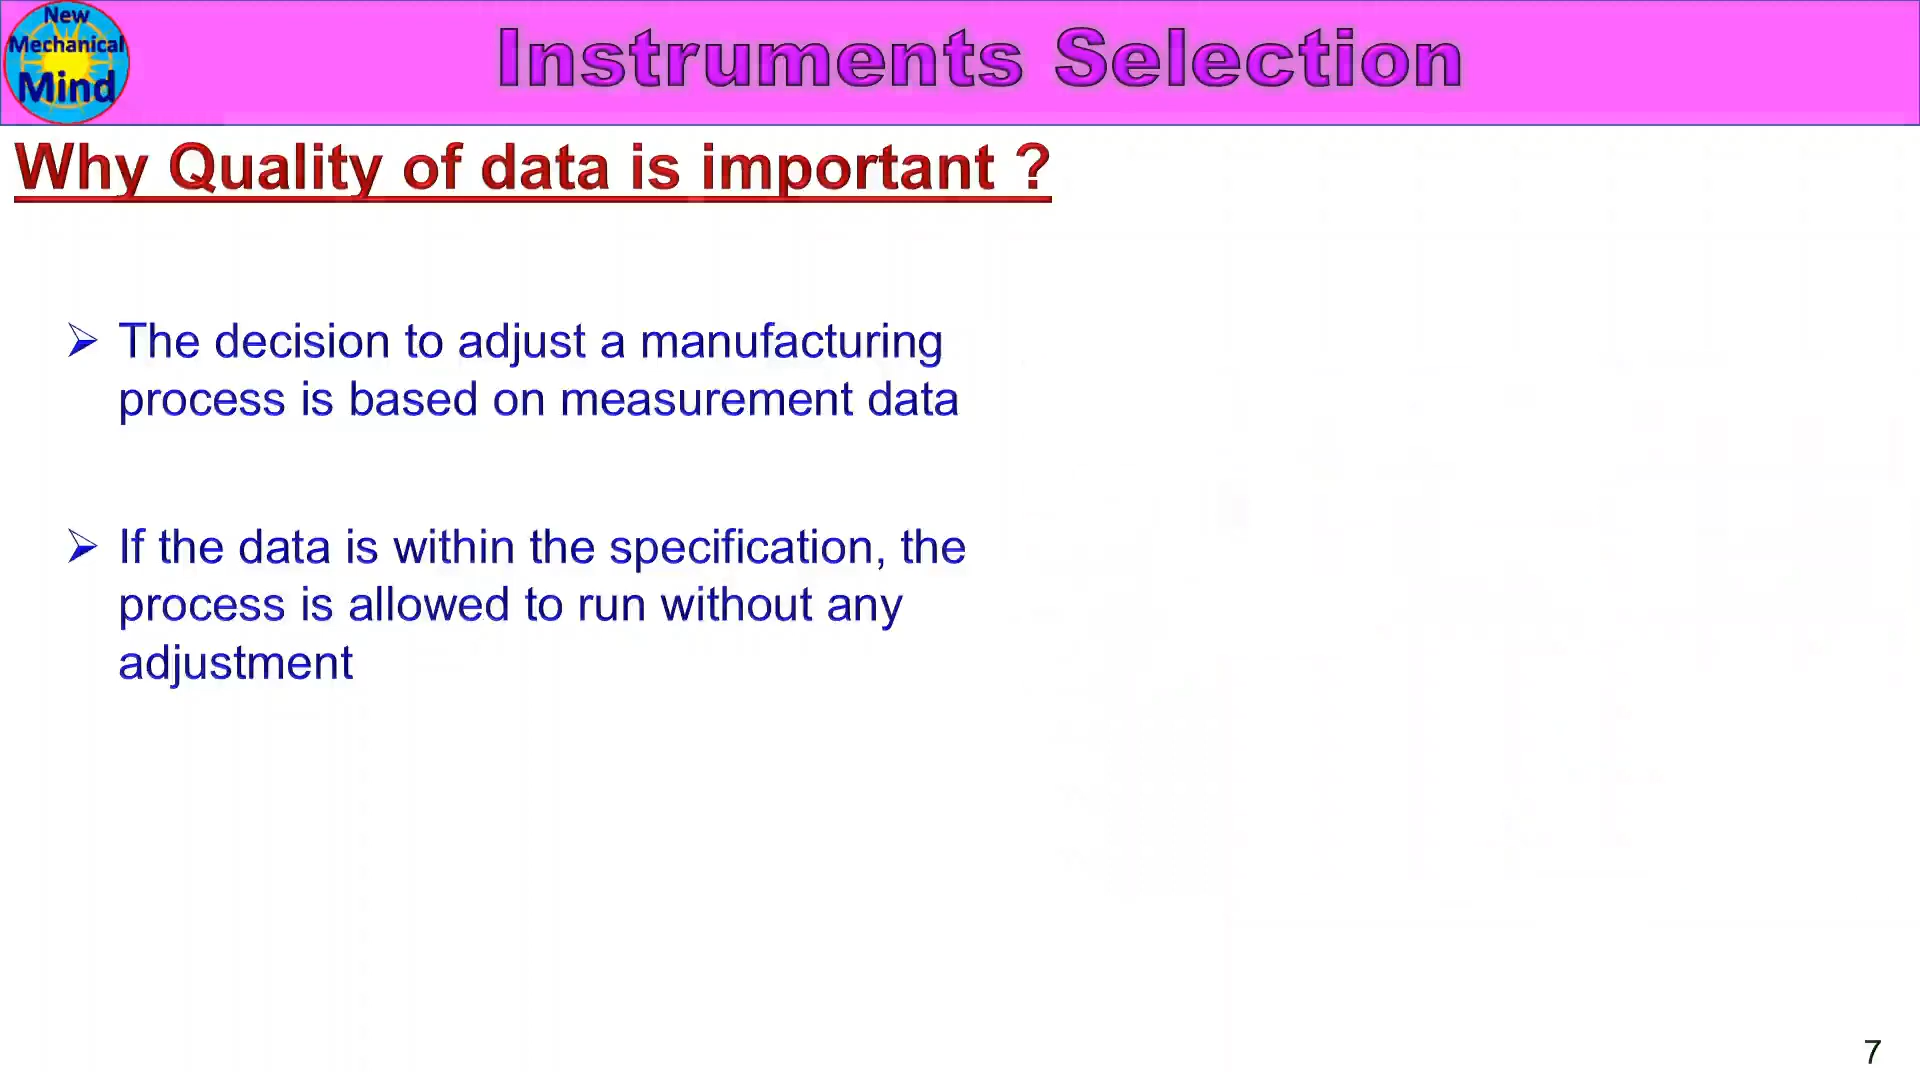 New
Mechanical
Mind
Instruments Selection
Why Quality of data is important ?
➢ The decision to adjust a manufacturing
process is based on measurement data
➢ If the data is within the specification, the
process is allowed to run without any
adjustment
7